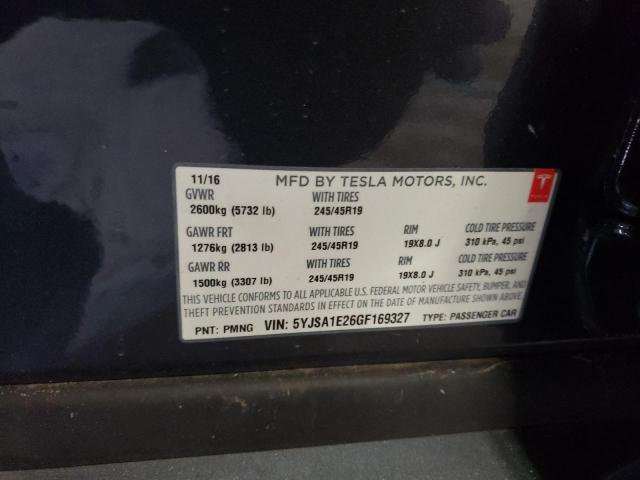 11/16 MFD BY TESLA MOTORS, INC.
GVWR WITH TIRES
2600kg (5732 lb) 245/45R19
GAWR FRT WITH TIRES RIM COLD TIRE PRESSURE
1276kg (2813 lb) 245/45R19 19X8.0 J 310 kPa, 45 psi
GAWR RR WITH TIRES RIM COLD TIRE PRESSURE
1500kg (3307 lb) 245/45R19 19X8.0 J 310 kPa, 45 psi
THIS VEHICLE CONFORMS TO ALL APPLICABLE U.S. FEDERAL MOTOR VEHICLE SAFETY, BUMPER, AND
THEFT PREVENTION STANDARDS IN EFFECT ON THE DATE OF MANUFACTURE SHOWN ABOVE.
PNT: PMNG VIN: 5YJSA1E26GF169327 TYPE: PASSENGER CAR